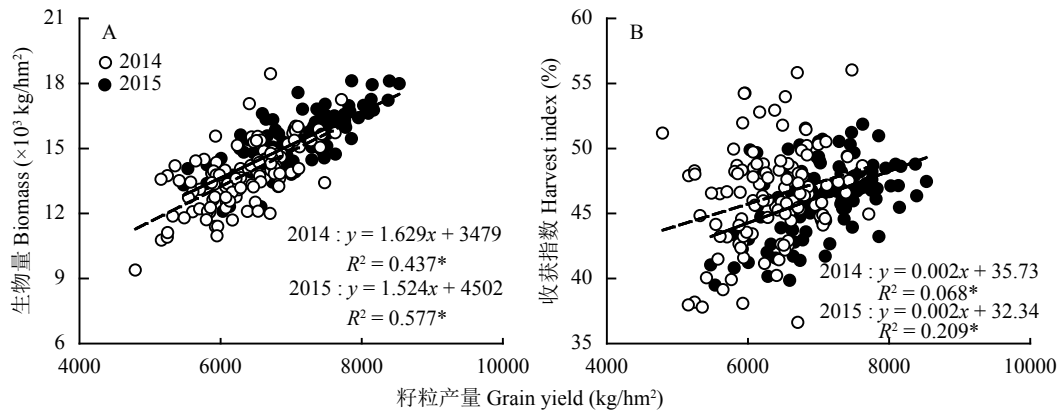 A
2014
2015
生物量 Biomass (×10³ kg/hm²)
21
18
15
12
9
6
2014 : y = 1.629x + 3479
R² = 0.437*
2015 : y = 1.524x + 4502
R² = 0.577*
4000 6000 8000 10000
B
收获指数 Harvest index (%)
60
55
50
45
40
35
2014 : y = 0.002x + 35.73
R² = 0.068*
2015 : y = 0.002x + 32.34
R² = 0.209*
4000 6000 8000 10000
籽粒产量 Grain yield (kg/hm²)